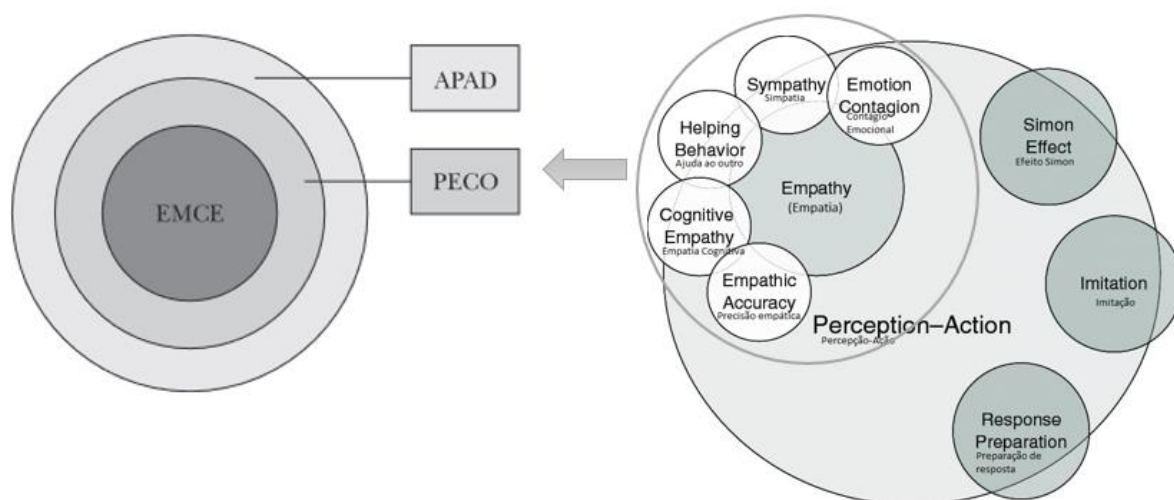 APAD
PECO
EMCE
Sympathy
Simpatia
Emotion
Contagion
Contagio
Emocional
Helping
Behavior
Ajuda ao outro
Cognitive
Empathy
Empatia Cognitiva
Empathic
Accuracy
Precisão empática
Empathy
(Empatia)
Simon
Effect
Efeito Simon
Imitation
Imitação
Perception–Action
Percepção-Ação
Response
Preparation
Preparação de
resposta